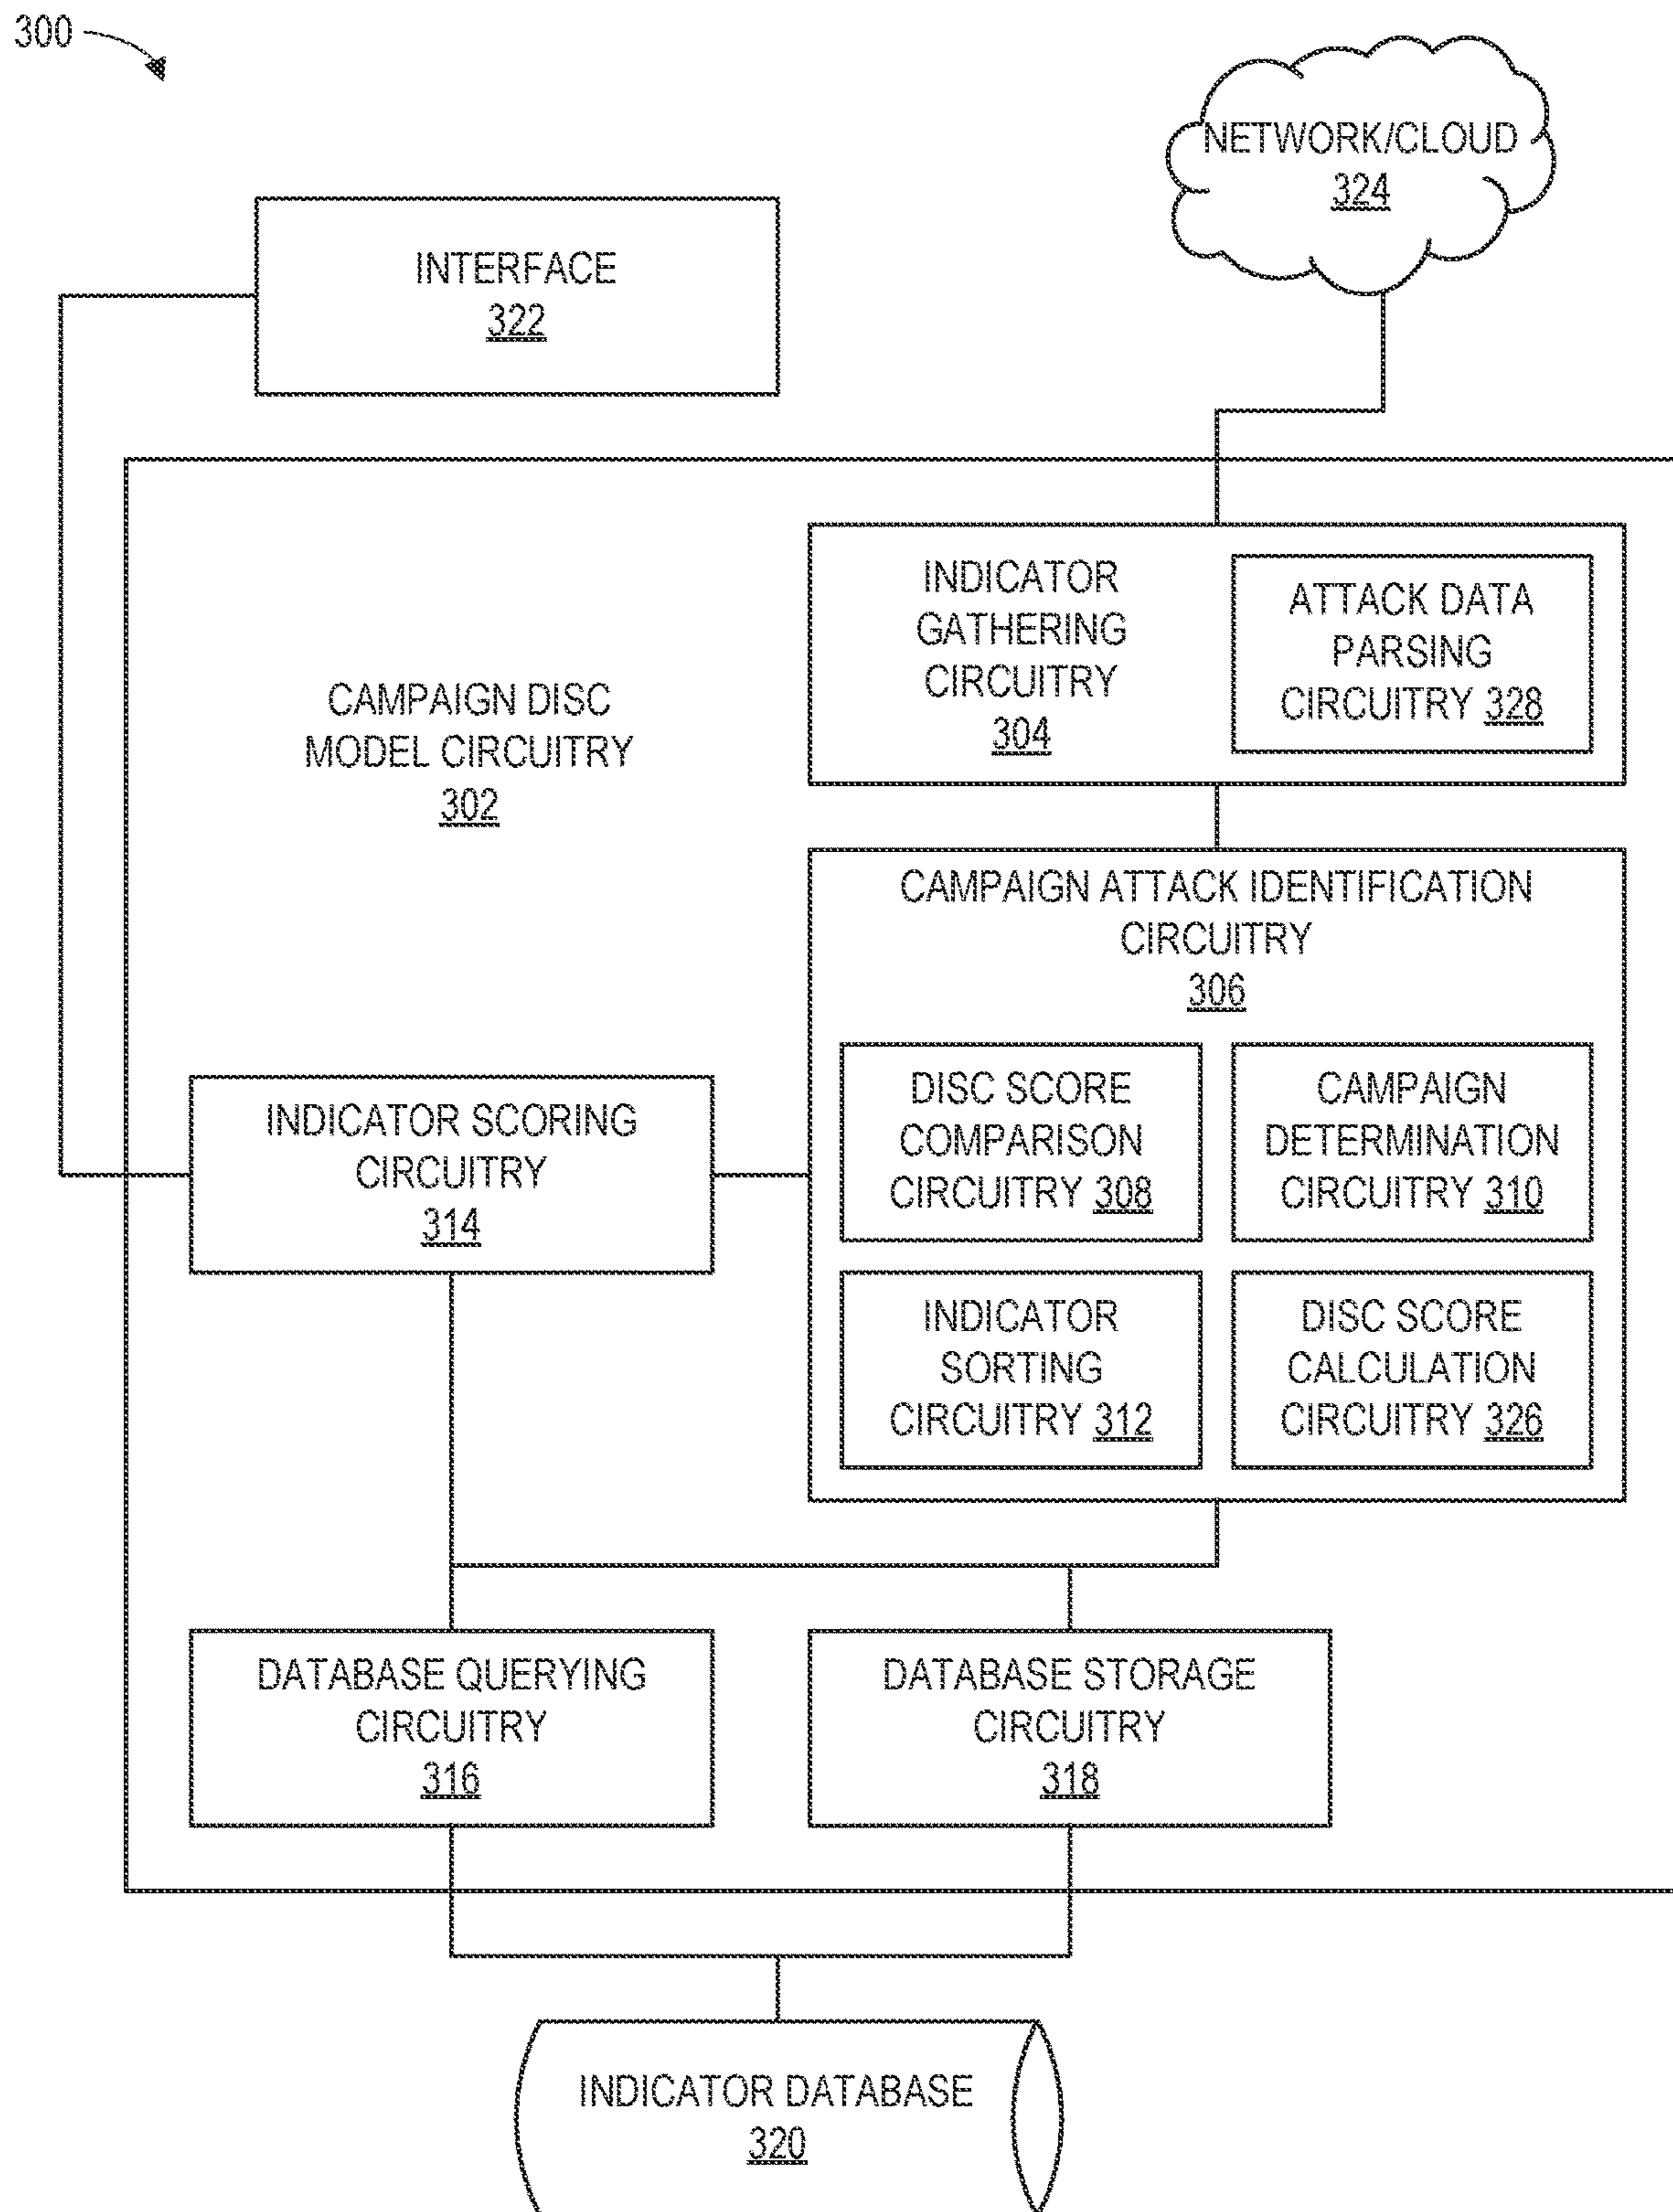 300
NETWORK/CLOUD
324
INTERFACE
322
INDICATOR
GATHERING
CIRCUITRY
304
ATTACK DATA
PARSING
CIRCUITRY 328
CAMPAIGN DISC
MODEL CIRCUITRY
302
CAMPAIGN ATTACK IDENTIFICATION
CIRCUITRY
306
DISC SCORE
COMPARISON
CIRCUITRY 308
CAMPAIGN
DETERMINATION
CIRCUITRY 310
INDICATOR SCORING
CIRCUITRY
314
INDICATOR
SORTING
CIRCUITRY 312
DISC SCORE
CALCULATION
CIRCUITRY 326
DATABASE QUERYING
CIRCUITRY
316
DATABASE STORAGE
CIRCUITRY
318
INDICATOR DATABASE
320